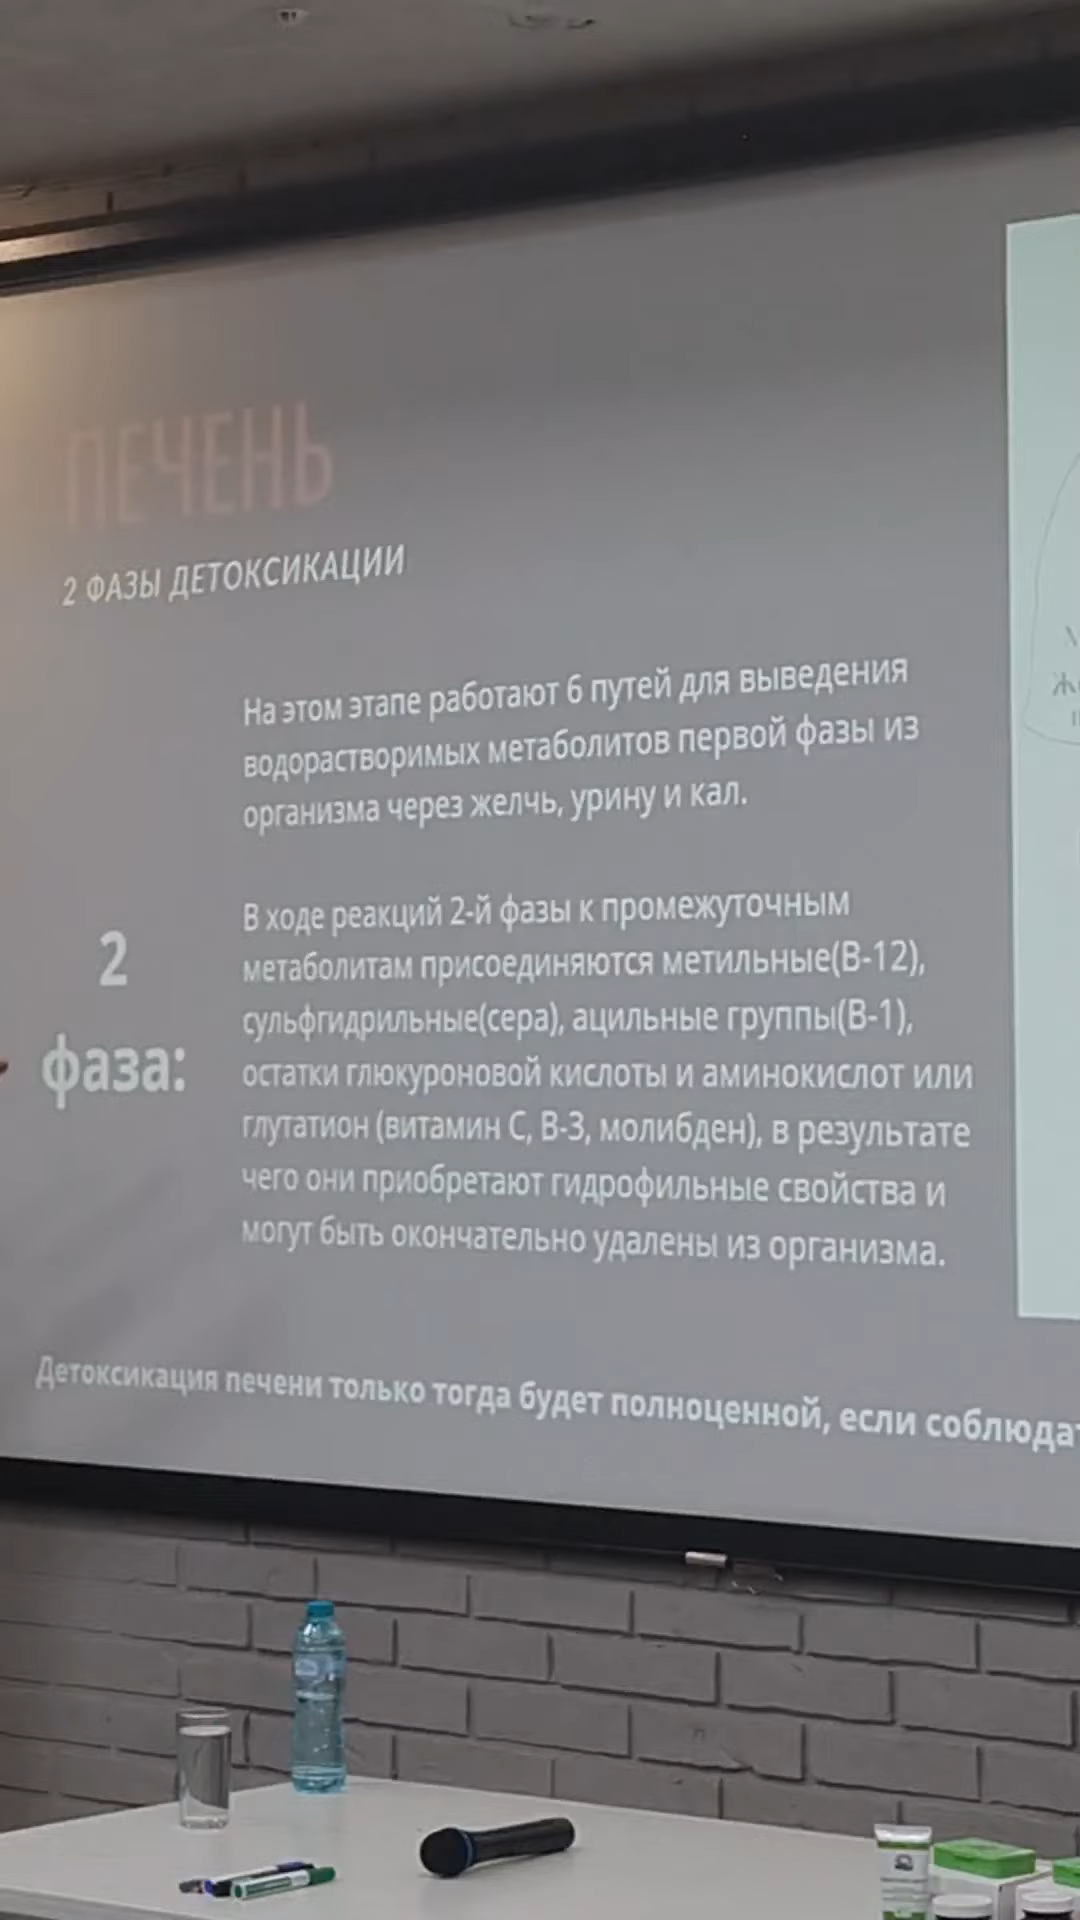 ПЕЧЕНЬ
2 ФАЗЫ ДЕТОКСИКАЦИИ
На этом этапе работают 6 путей для выведения
водорастворимых метаболитов первой фазы из
организма через желчь, урину и кал.
2
фаза:
В ходе реакций 2-й фазы к промежуточным
метаболитам присоединяются метильные(В-12),
сульфгидрильные(сера), ацильные группы(В-1),
остатки глюкуроновой кислоты и аминокислот или
глутатион (витамин С, В-3, молибден), в результате
чего они приобретают гидрофильные свойства и
могут быть окончательно удалены из организма.
Детоксикация печени только тогда будет полноценной, если соблюдат